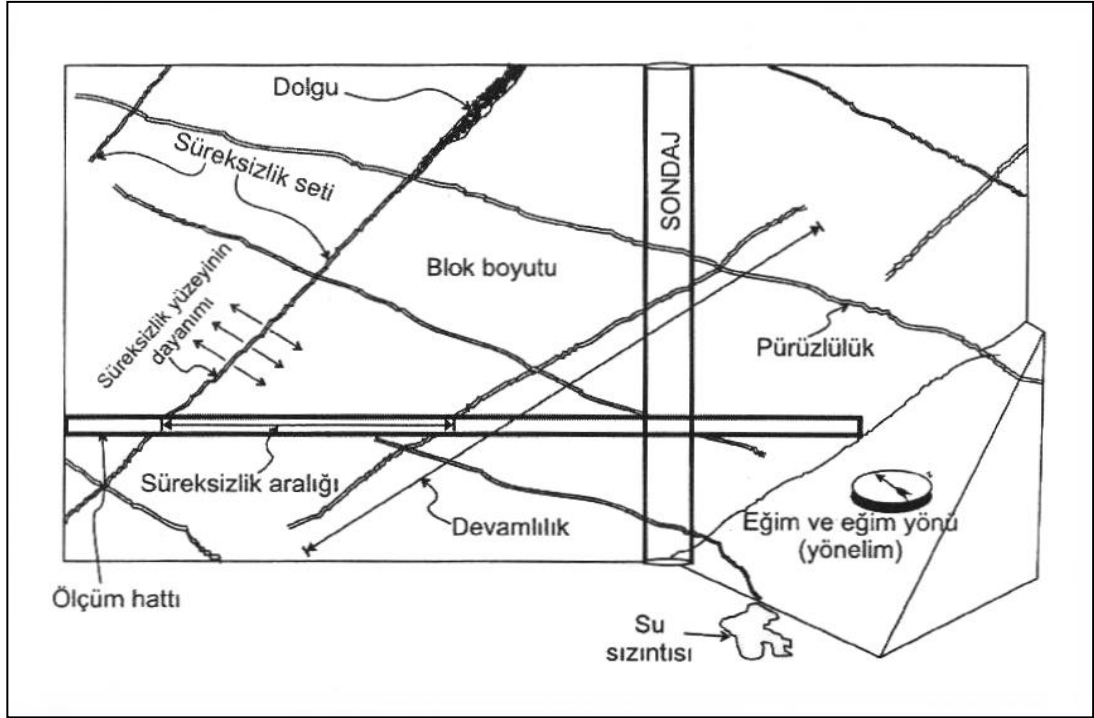 Dolgu
Süreksizlik seti
SONDAJ
Blok boyutu
Süreksizlik yüzeyinin
dayanımı
Pürüzlülük
Süreksizlik aralığı
Devamlılık
Eğim ve eğim yönü
(yönelim)
Ölçüm hattı
Su
sızıntısı